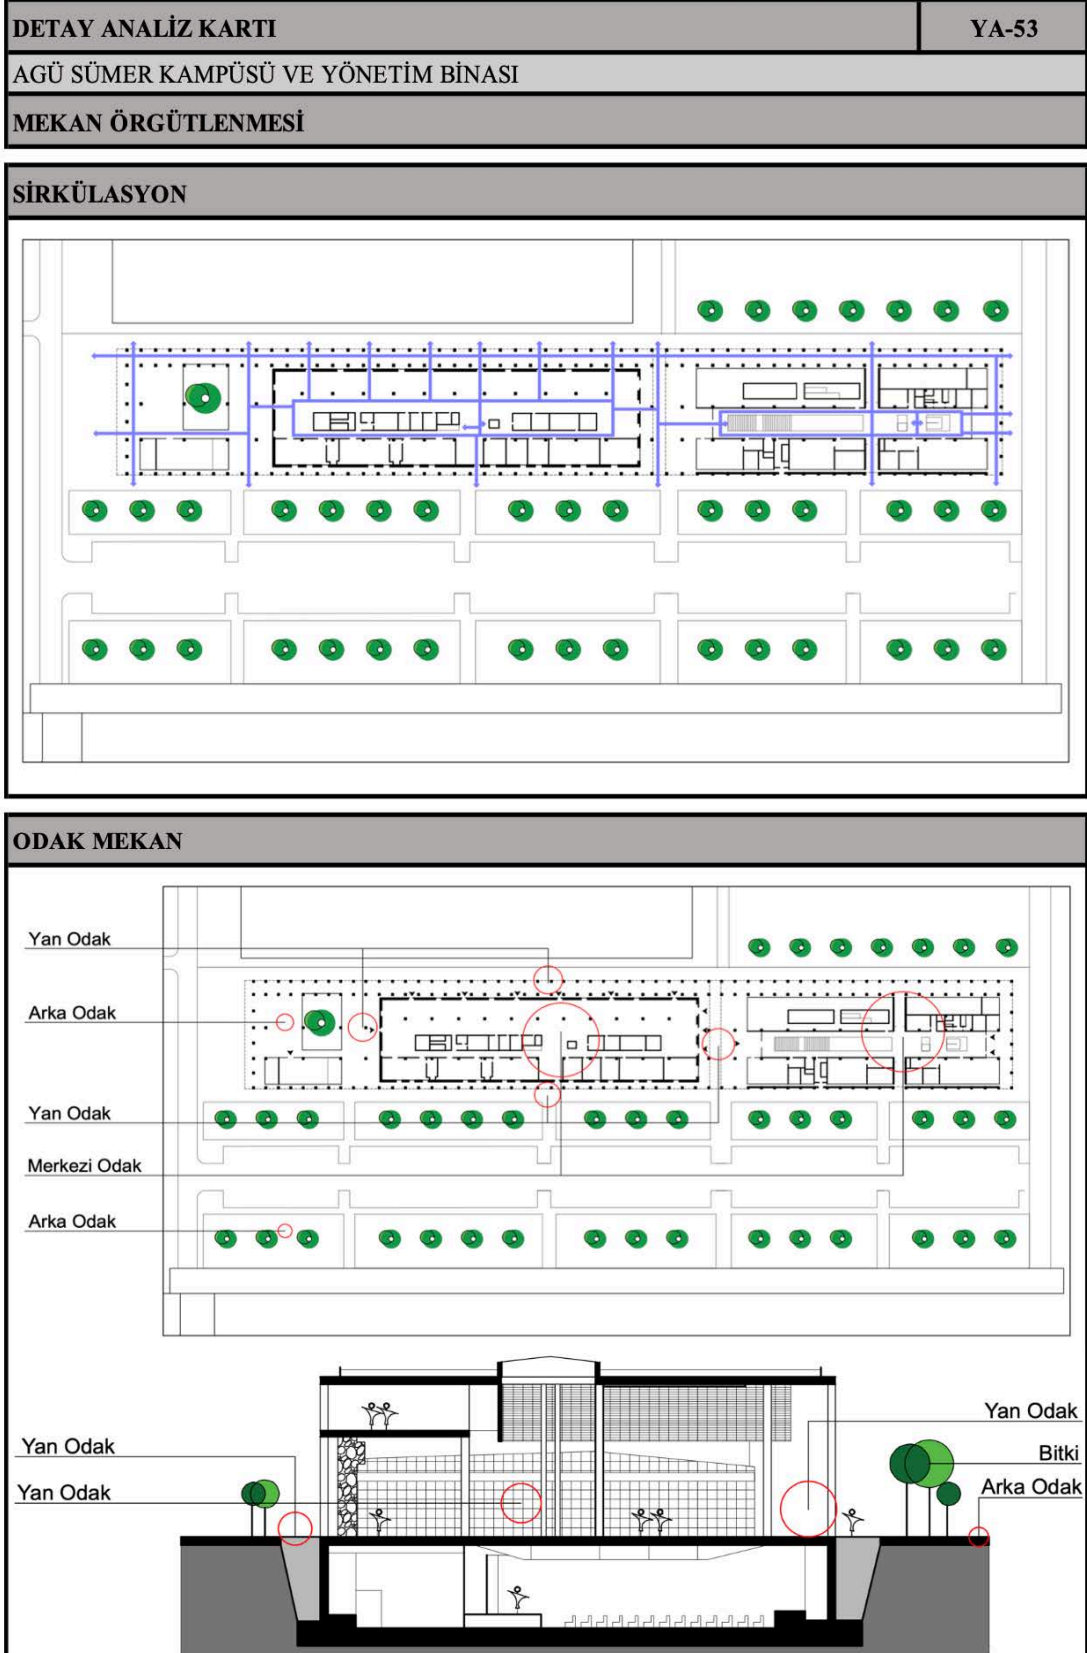 DETAY ANALİZ KARTI
YA-53
AGÜ SÜMER KAMPÜSÜ VE YÖNETİM BİNASI
MEKAN ÖRGÜTLENMESİ
SİRKÜLASYON
ODAK MEKAN
Yan Odak
Arka Odak
Yan Odak
Merkezi Odak
Arka Odak
Yan Odak
Yan Odak
Yan Odak
Bitki
Arka Odak